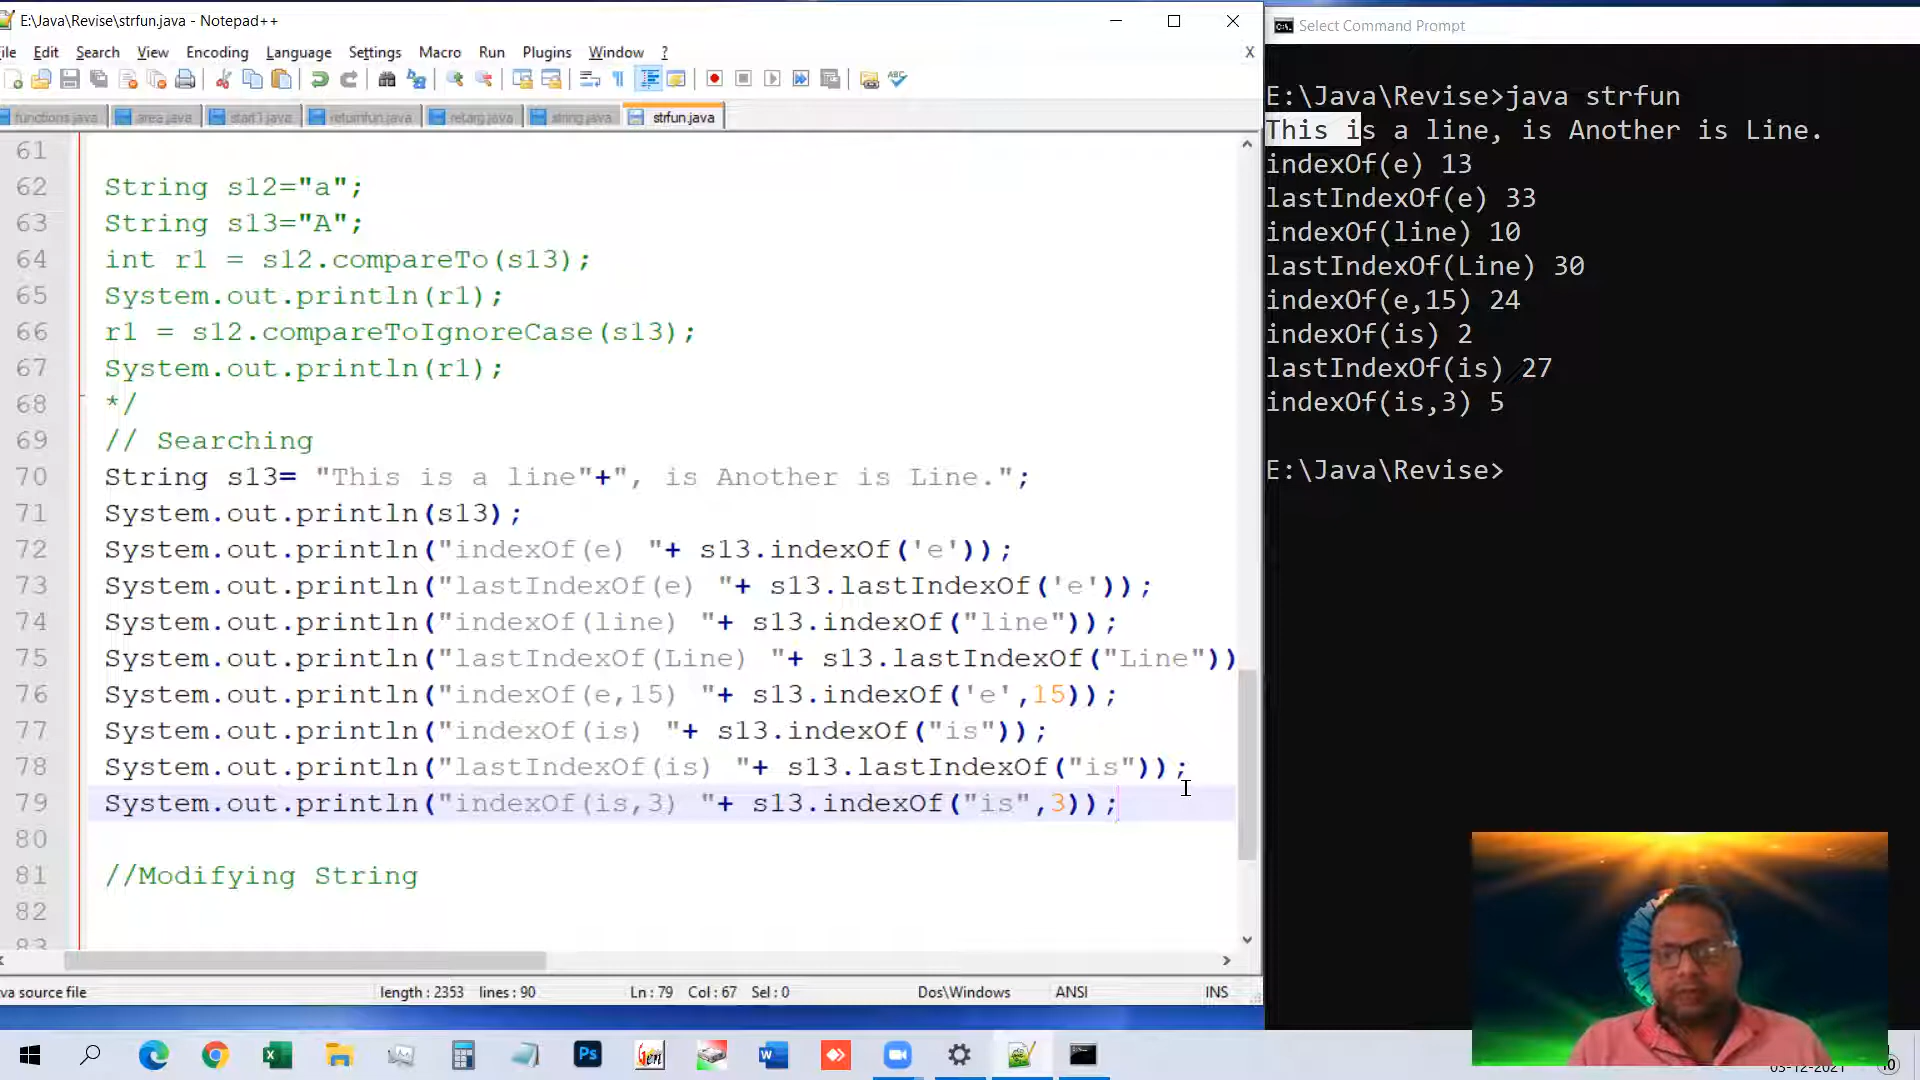 E:\Java\Revise\strfun.java - Notepad++
ile Edit Search View Encoding Language Settings Macro Run Plugins Window ? X
functions.java area.java start1.java returnfun.java retarg.java string.java strfun.java
61
62 String s12="a";
63 String s13="A";
64 int r1 = s12.compareTo(s13);
65 System.out.println(r1);
66 r1 = s12.compareToIgnoreCase(s13);
67 System.out.println(r1);
68 */
69 // Searching
70 String s13= "This is a line"+", is Another is Line.";
71 System.out.println(s13);
72 System.out.println("indexOf(e) "+ s13.indexOf('e'));
73 System.out.println("lastIndexOf(e) "+ s13.lastIndexOf('e'));
74 System.out.println("indexOf(line) "+ s13.indexOf("line"));
75 System.out.println("lastIndexOf(Line) "+ s13.lastIndexOf("Line"))
76 System.out.println("indexOf(e,15) "+ s13.indexOf('e',15));
77 System.out.println("indexOf(is) "+ s13.indexOf("is"));
78 System.out.println("lastIndexOf(is) "+ s13.lastIndexOf("is"));
79 System.out.println("indexOf(is,3) "+ s13.indexOf("is",3));
80
81 //Modifying String
82
83
va source file length : 2353 lines : 90 Ln : 79 Col : 67 Sel : 0 Dos\Windows ANSI INS
Select Command Prompt
E:\Java\Revise>java strfun
This is a line, is Another is Line.
indexOf(e) 13
lastIndexOf(e) 33
indexOf(line) 10
lastIndexOf(Line) 30
indexOf(e,15) 24
indexOf(is) 2
lastIndexOf(is) 27
indexOf(is,3) 5
E:\Java\Revise>
Ps
Gen
03-12-2021